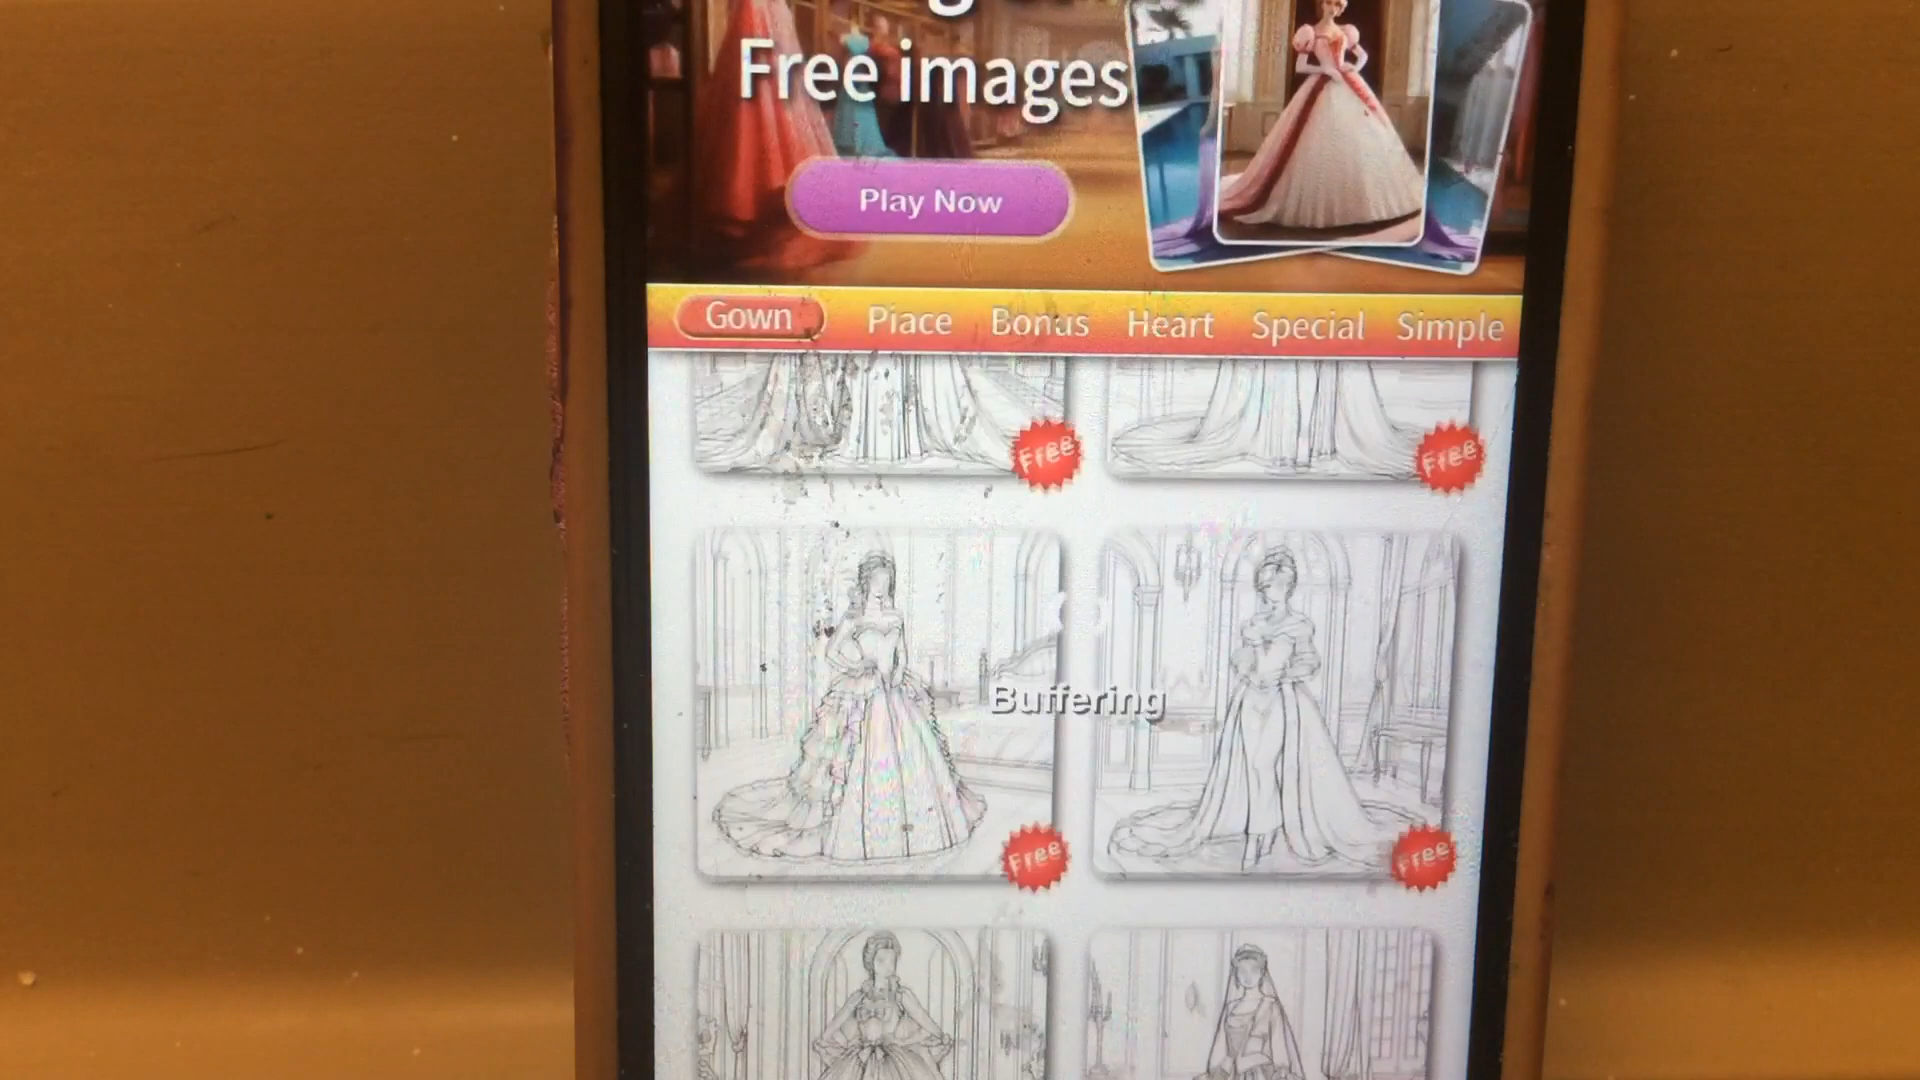 Free images
Play Now
Gown Piace Bonus Heart Special Simple
Free Free
Buffering
Free Free